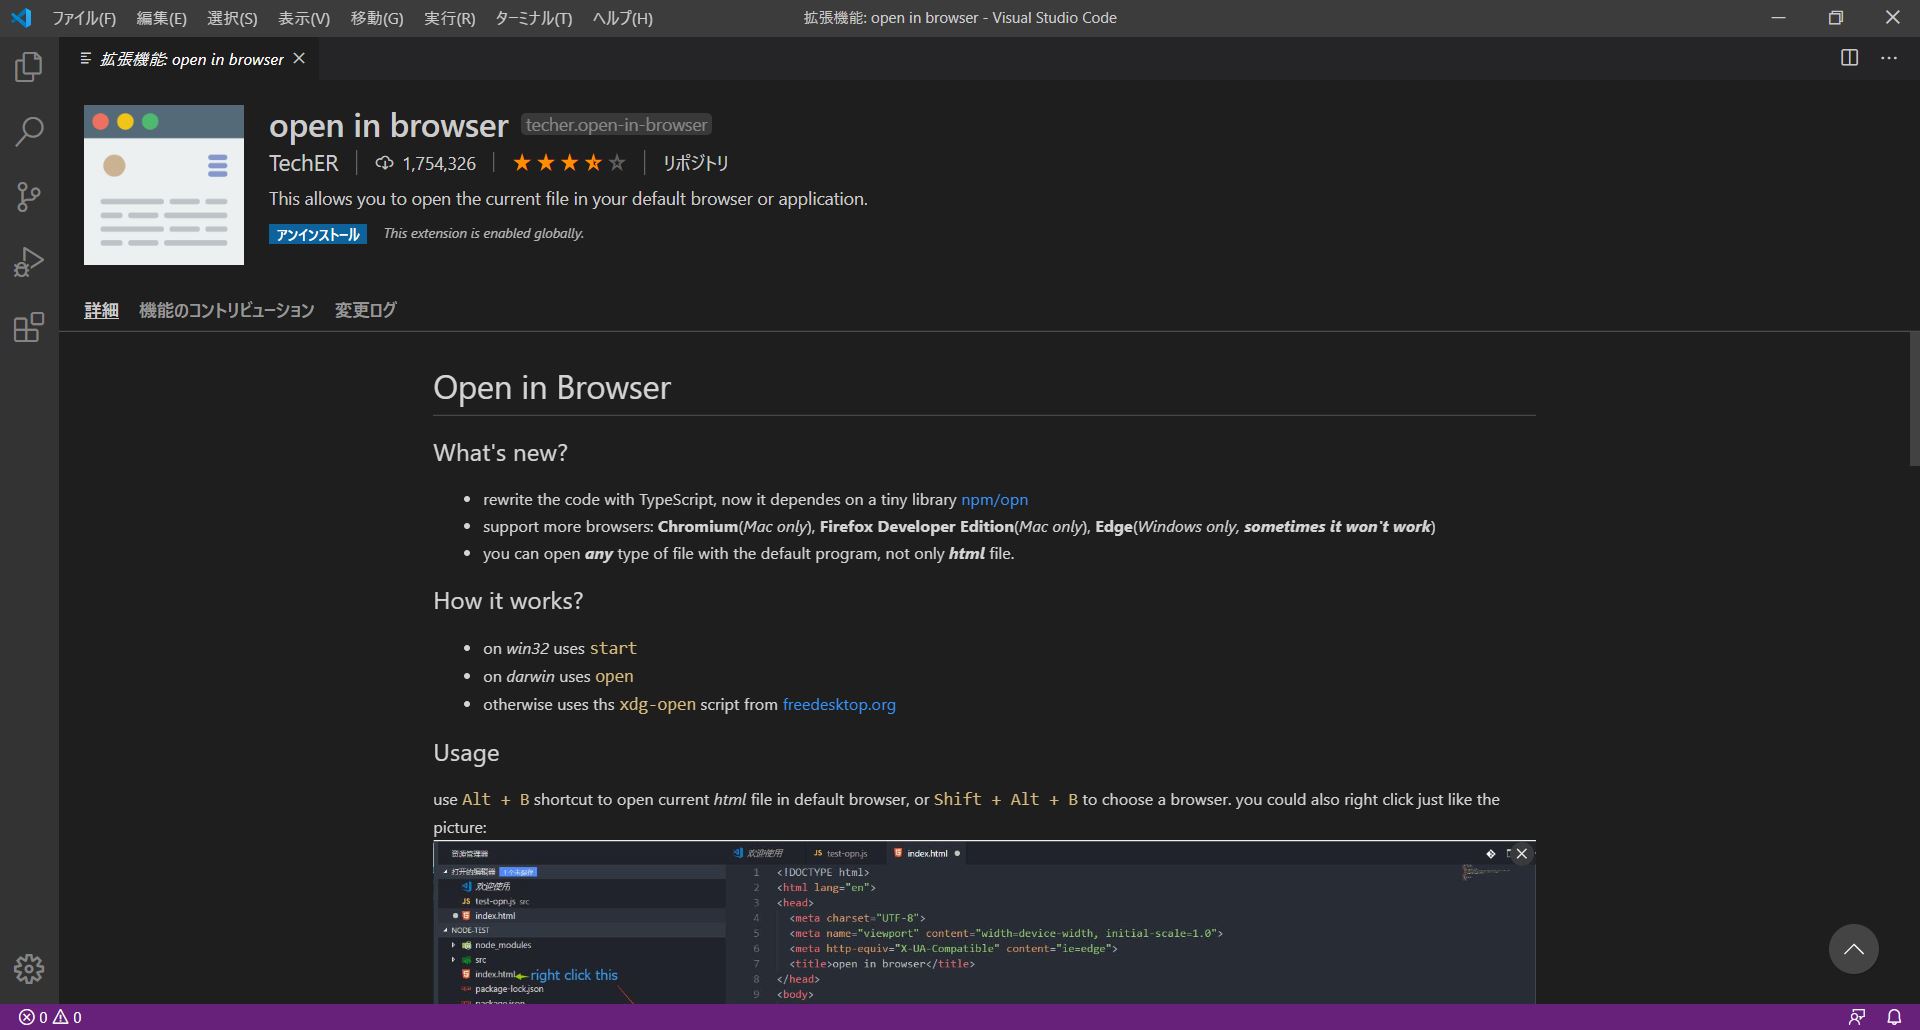 ファイル(F) 編集(E) 選択(S) 表示(V) 移動(G) 実行(R) ターミナル(T) ヘルプ(H) 拡張機能: open in browser - Visual Studio Code
拡張機能: open in browser
open in browser techer.open-in-browser
TechER 1,754,326 リポジトリ
This allows you to open the current file in your default browser or application.
アンインストール This extension is enabled globally.
詳細 機能のコントリビューション 変更ログ
Open in Browser
What's new?
rewrite the code with TypeScript, now it dependes on a tiny library npm/opn
support more browsers: Chromium(Mac only), Firefox Developer Edition(Mac only), Edge(Windows only, sometimes it won't work)
you can open any type of file with the default program, not only html file.
How it works?
on win32 uses start
on darwin uses open
otherwise uses ths xdg-open script from freedesktop.org
Usage
use Alt + B shortcut to open current html file in default browser, or Shift + Alt + B to choose a browser. you could also right click just like the
picture:
资源管理器
打开的编辑器 1 个未保存
欢迎使用
test-opn.js src
index.html
NODE-TEST
node_modules
src
index.html right click this
package-lock.json
package.json
欢迎使用 test-opn.js index.html
1 <!DOCTYPE html>
2 <html lang="en">
3 <head>
4 <meta charset="UTF-8">
5 <meta name="viewport" content="width=device-width, initial-scale=1.0">
6 <meta http-equiv="X-UA-Compatible" content="ie=edge">
7 <title>open in browser</title>
8 </head>
9 <body>
0 0